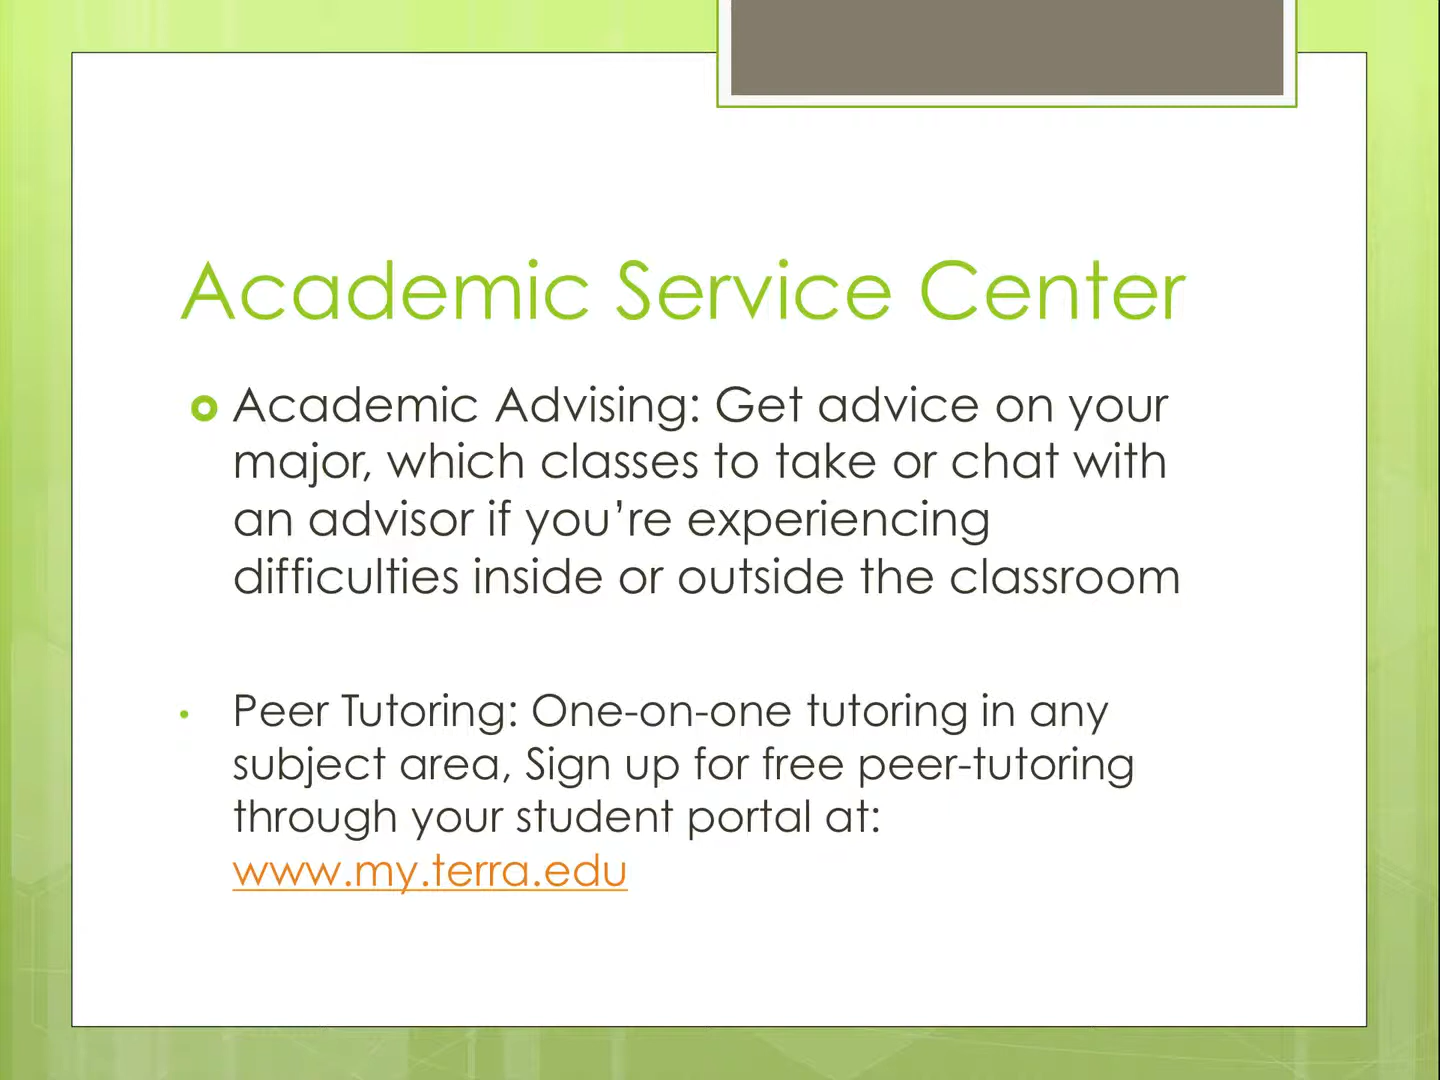 Academic Service Center
Academic Advising: Get advice on your
major, which classes to take or chat with
an advisor if you’re experiencing
difficulties inside or outside the classroom
Peer Tutoring: One-on-one tutoring in any
subject area, Sign up for free peer-tutoring
through your student portal at:
www.my.terra.edu